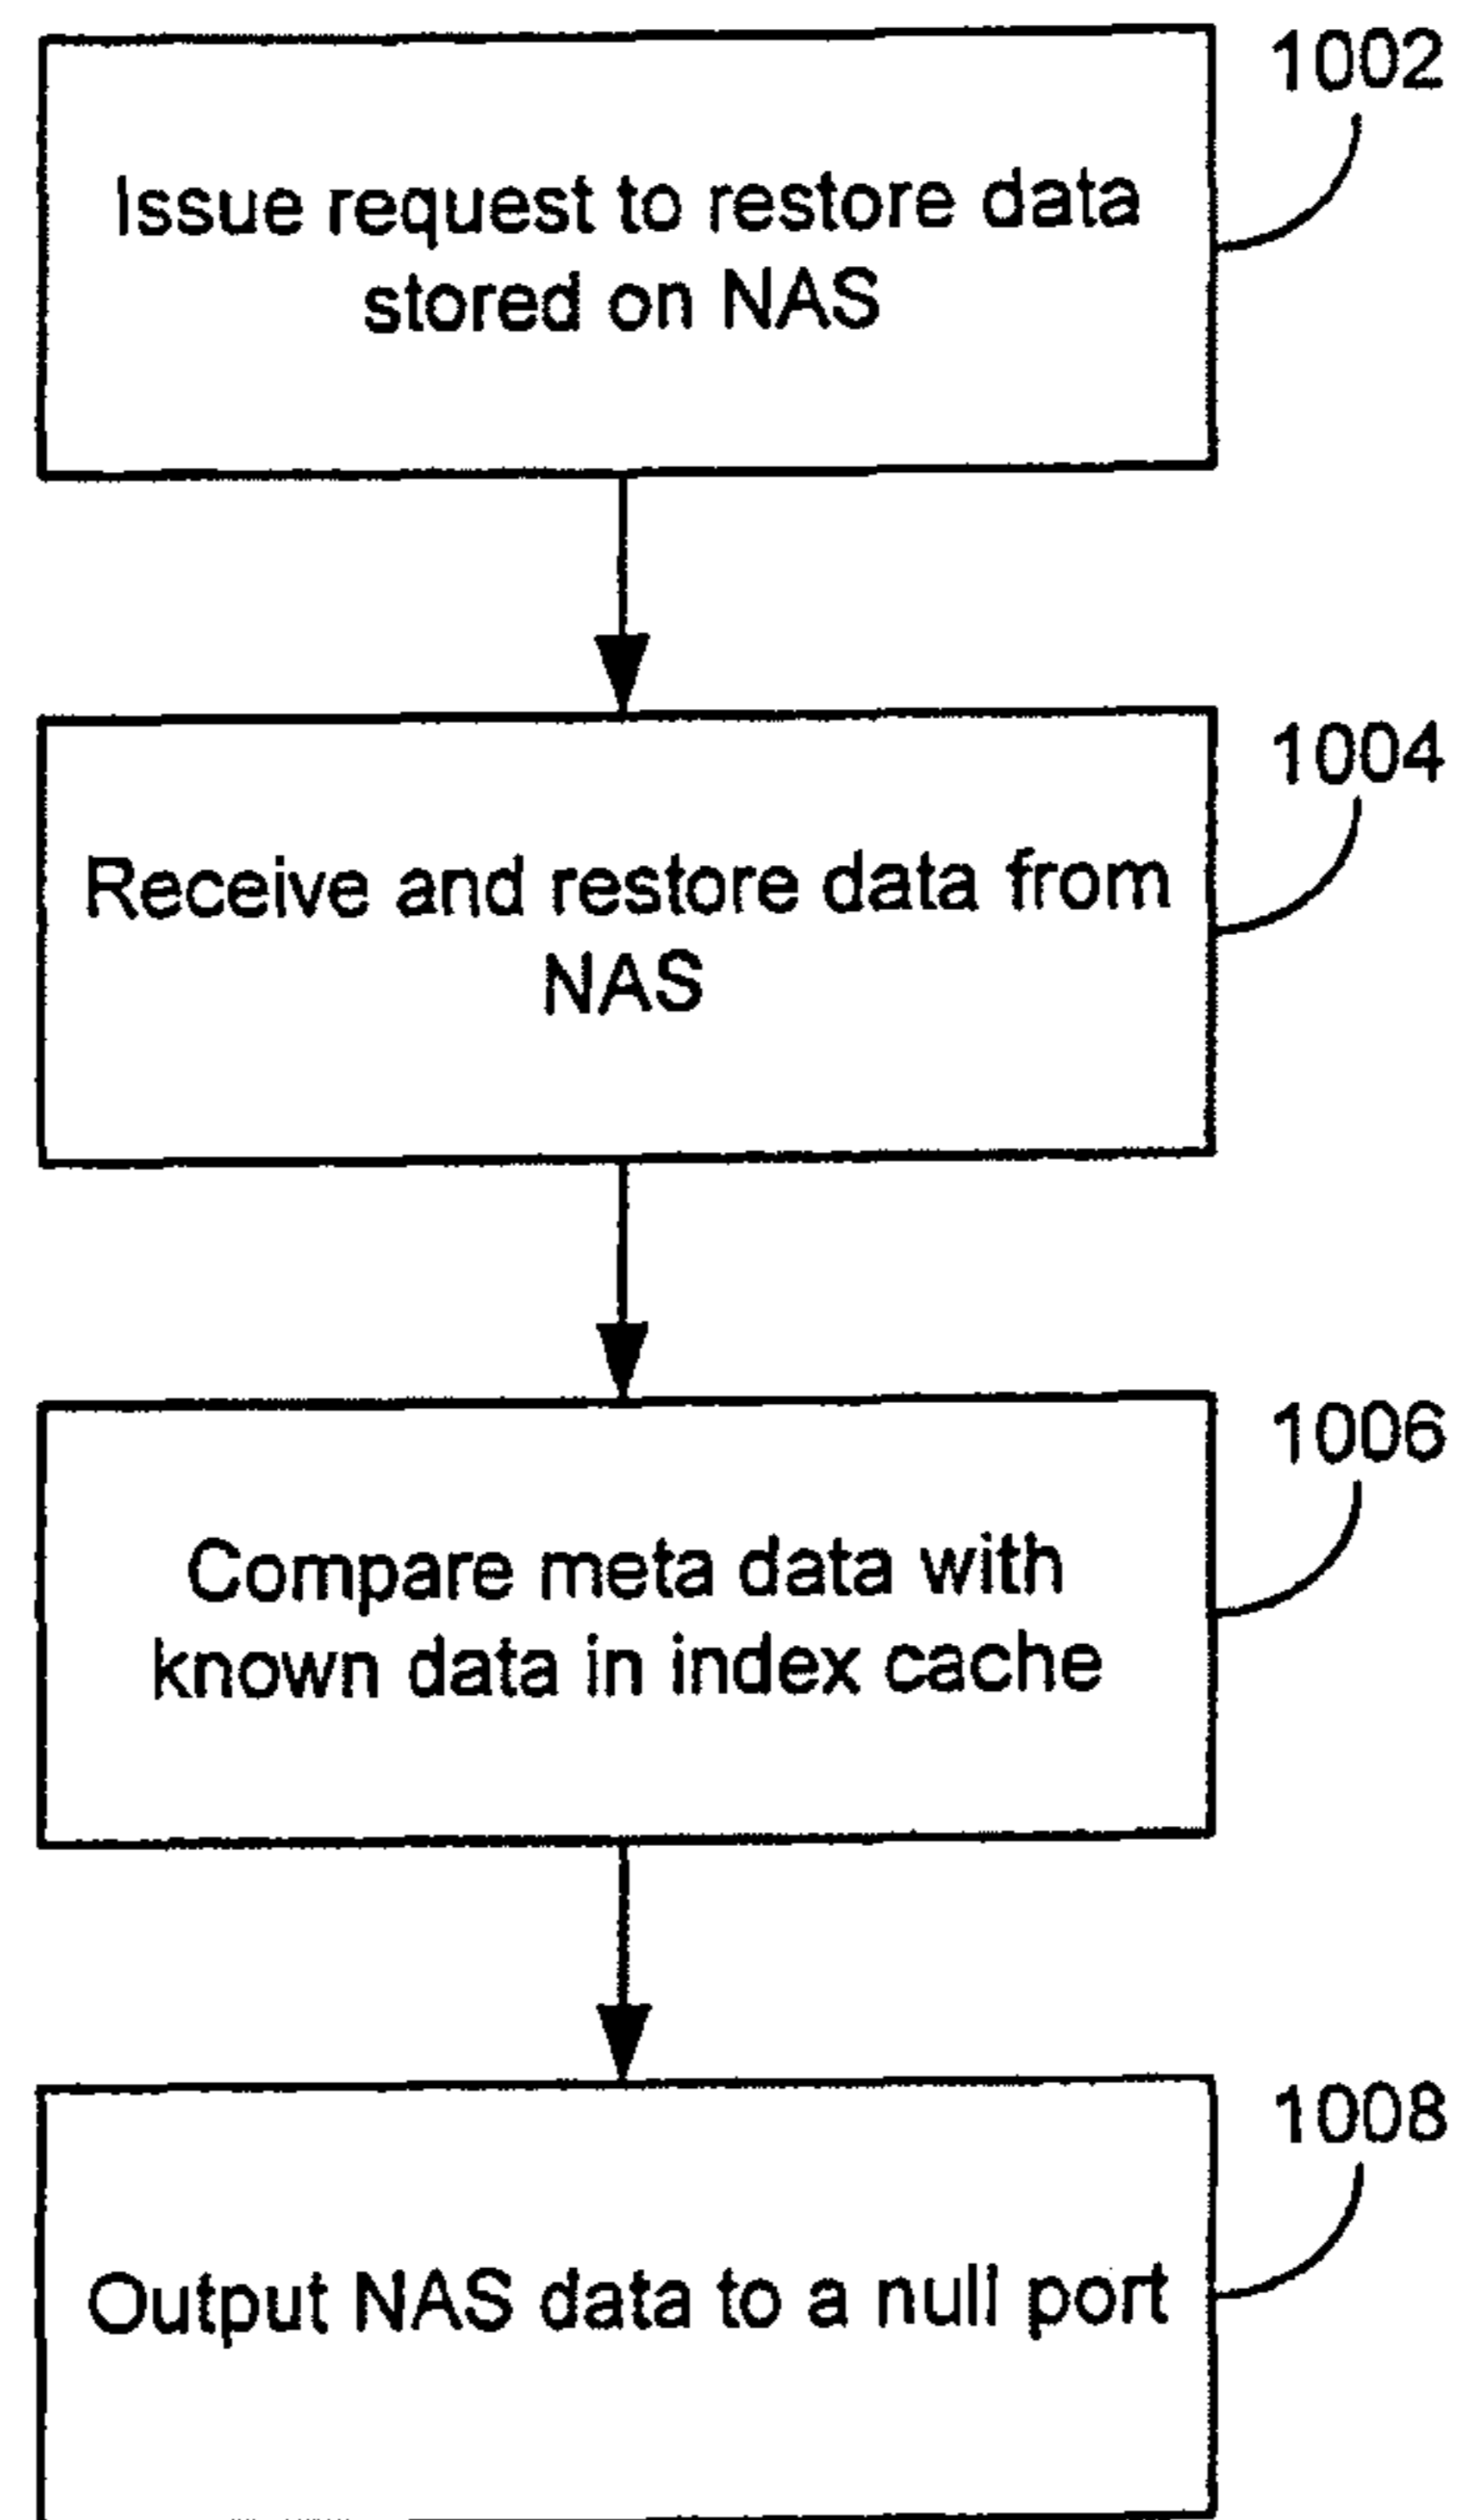 1002
Issue request to restore data
stored on NAS
1004
Receive and restore data from
NAS
1006
Compare meta data with
known data in index cache
1008
Output NAS data to a null port